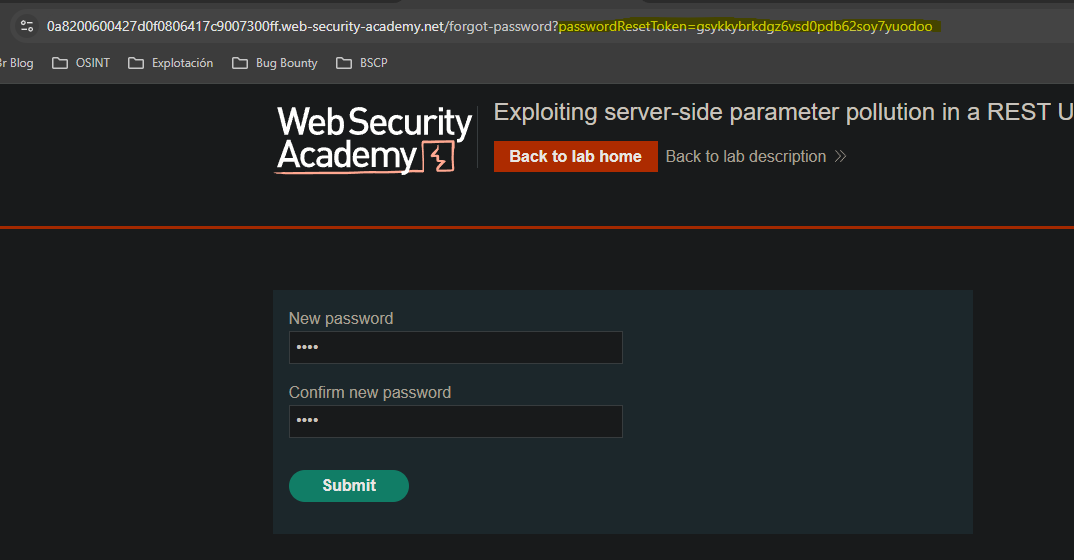 0a8200600427d0f0806417c9007300ff.web-security-academy.net/forgot-password?passwordResetToken=gsykkybrkdgz6vsd0pdb62soy7yuodoo
Br Blog OSINT Explotación Bug Bounty BSCP
WebSecurity
Academy
Exploiting server-side parameter pollution in a REST U
Back to lab home Back to lab description
New password
••••
Confirm new password
••••
Submit